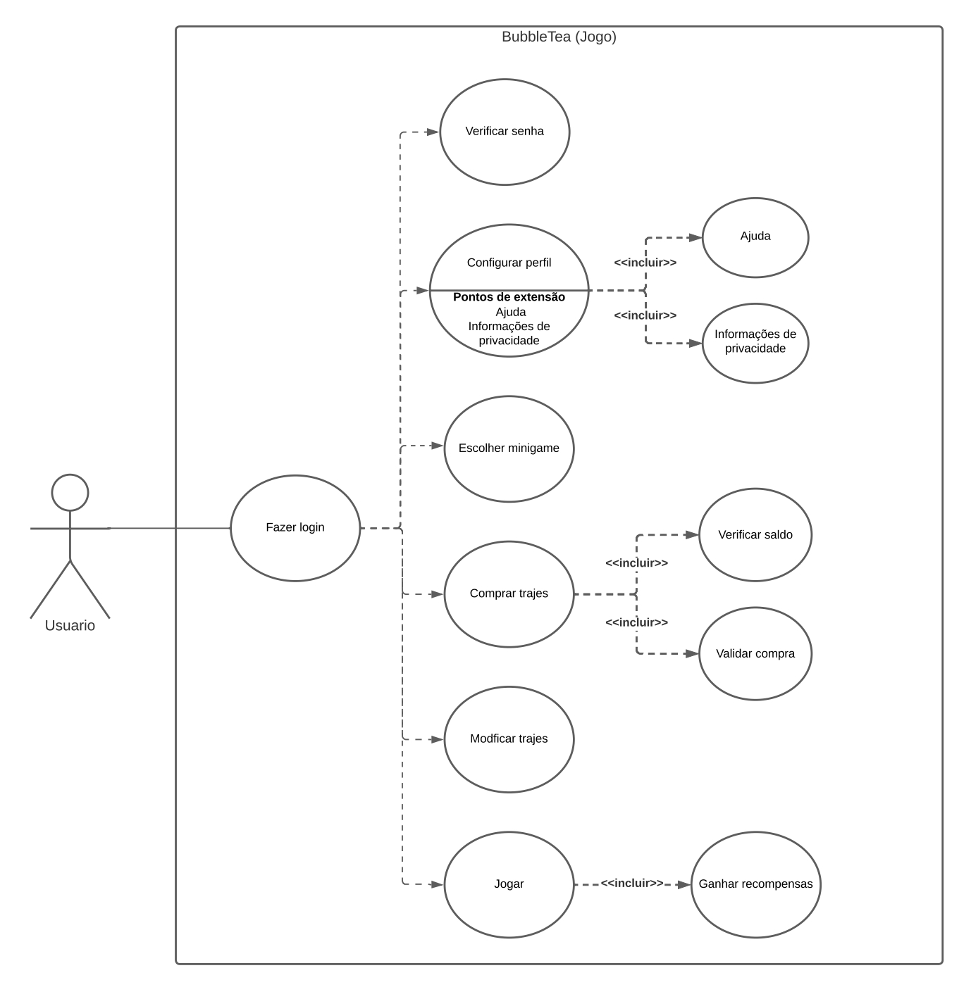 BubbleTea (Jogo)
Verificar senha
Configurar perfil
Pontos de extensão
Ajuda
Informações de
privacidade
<<incluir>>
Ajuda
<<incluir>>
Informações de
privacidade
Escolher minigame
Usuario
Fazer login
Comprar trajes
<<incluir>>
Verificar saldo
<<incluir>>
Validar compra
Modficar trajes
Jogar
<<incluir>>
Ganhar recompensas